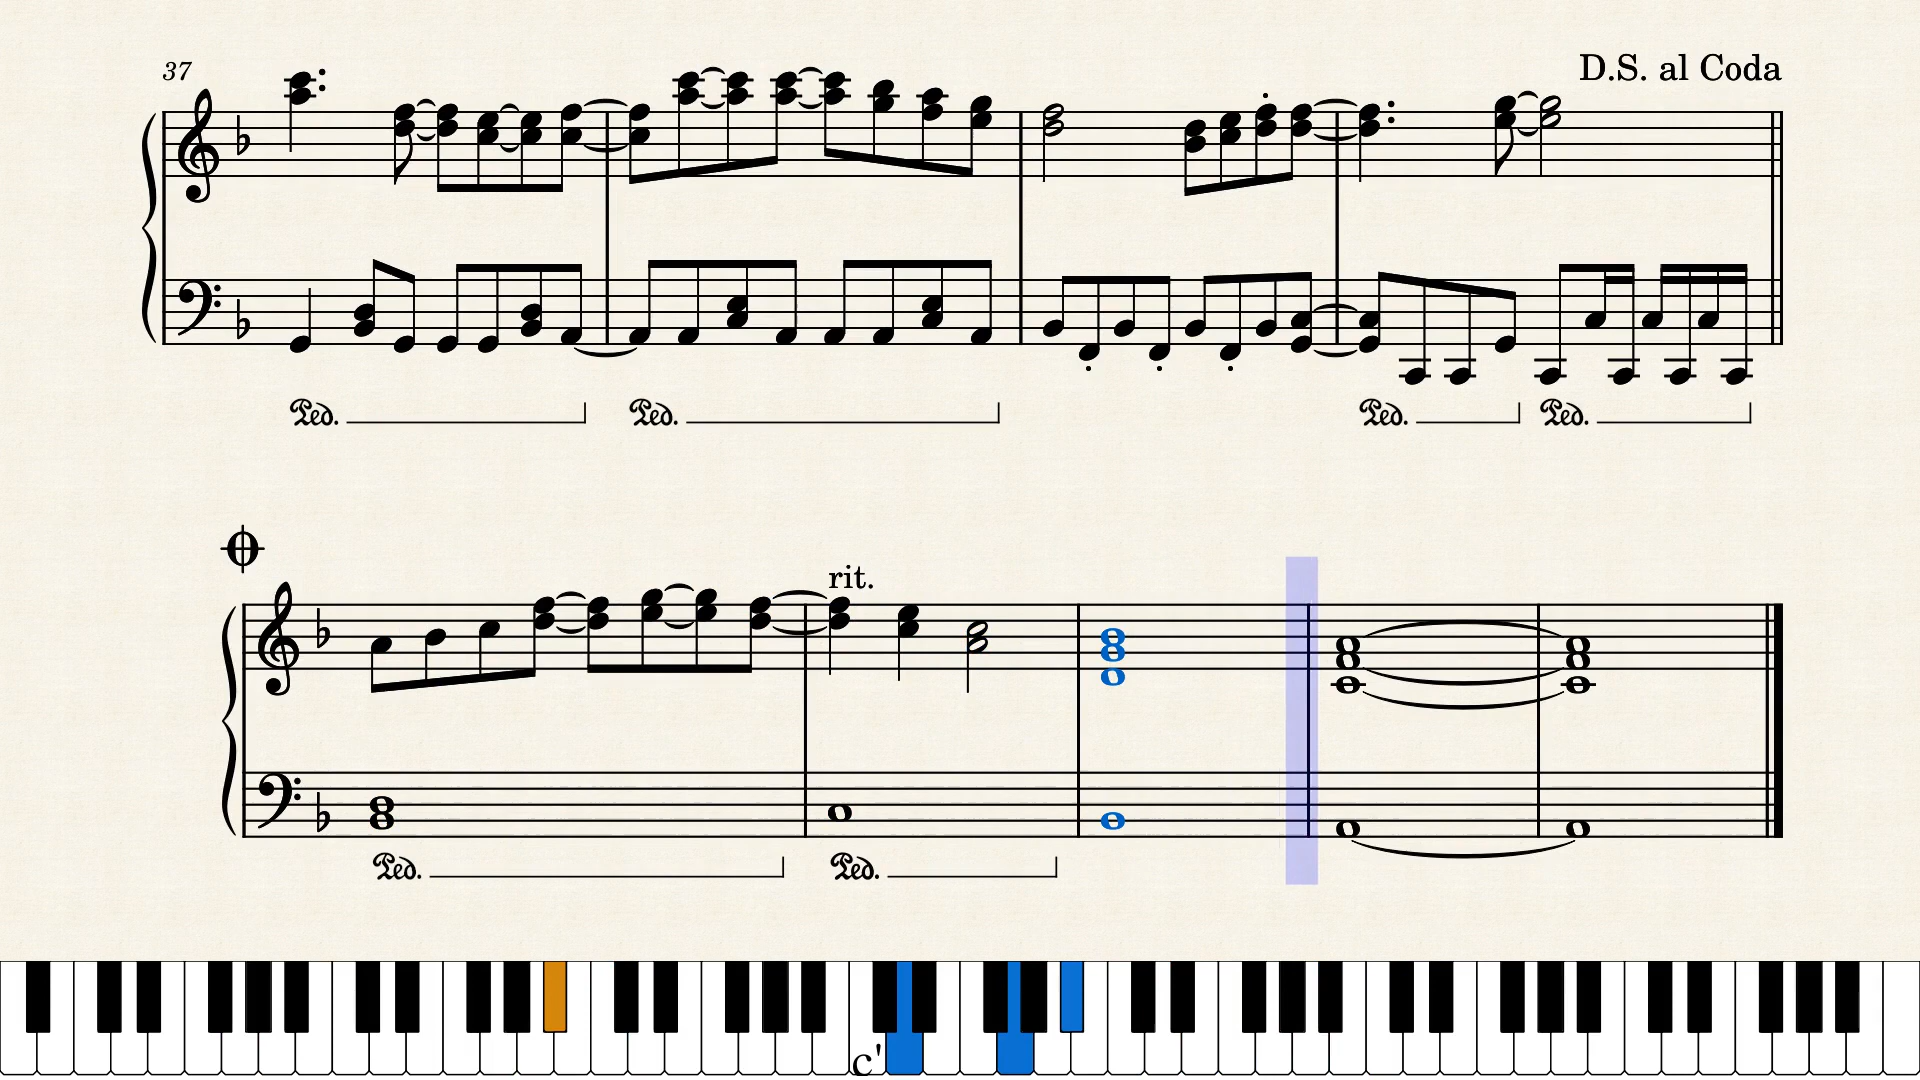 37
D.S. al Coda
Ped. Ped. Ped. Ped.
rit.
Ped. Ped.
c'